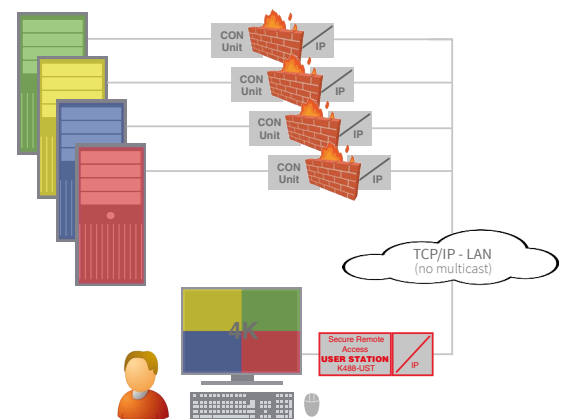 CON
Unit
IP
CON
Unit
IP
CON
Unit
IP
CON
Unit
IP
TCP/IP - LAN
(no multicast)
4K
Secure Remote
Access
USER STATION
K488-UST
IP